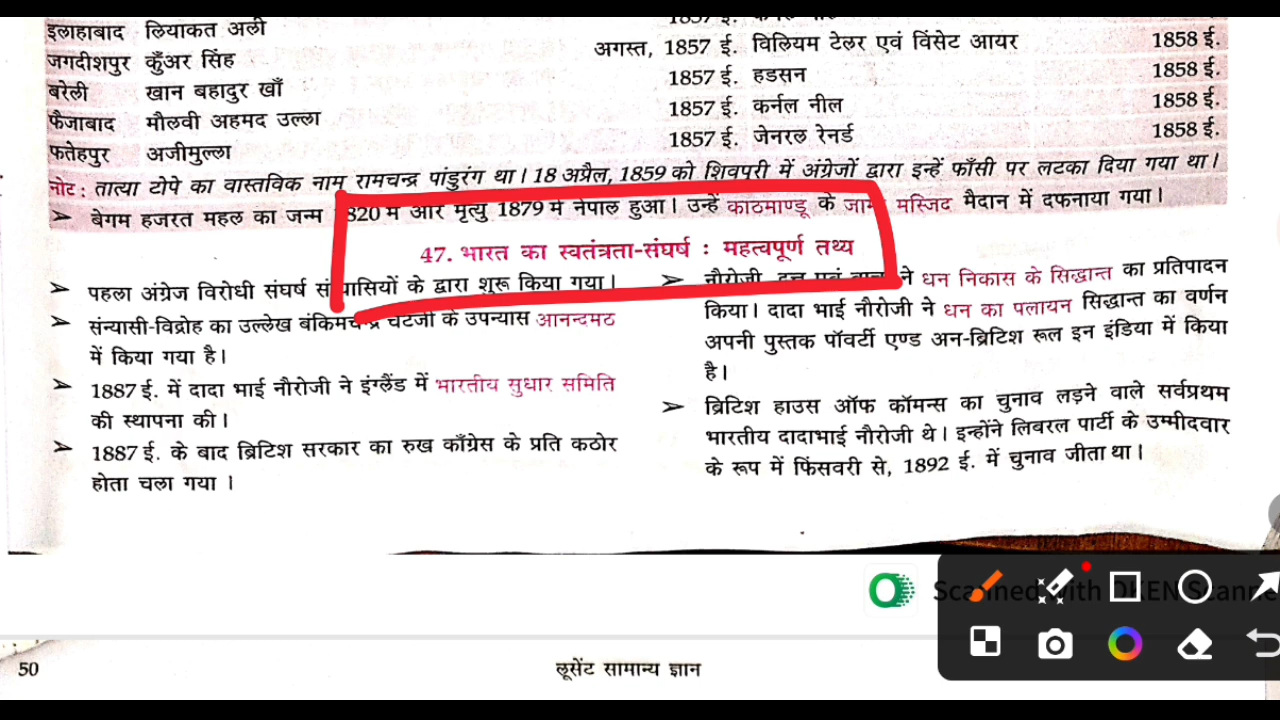 इलाहाबाद लियाकत अली 1857 ई.
जगदीशपुर कुँअर सिंह अगस्त, 1857 ई. विलियम टेलर एवं विंसेट आयर 1858 ई.
बरेली खान बहादुर खाँ 1857 ई. हडसन 1858 ई.
फैजाबाद मौलवी अहमद उल्ला 1857 ई. कर्नल नील 1858 ई.
फतेहपुर अजीमुल्ला 1857 ई. जेनरल रेनर्ड 1858 ई.
नोट: तात्या टोपे का वास्तविक नाम रामचन्द्र पांडुरंग था। 18 अप्रैल, 1859 को शिवपुरी में अंग्रेजों द्वारा इन्हें फाँसी पर लटका दिया गया था।
➤ बेगम हजरत महल का जन्म 1820 में और मृत्यु 1879 में नेपाल हुआ। उन्हें काठमाण्डू के जामा मस्जिद मैदान में दफनाया गया।
47. भारत का स्वतंत्रता-संघर्ष : महत्वपूर्ण तथ्य
➤ पहला अंग्रेज विरोधी संघर्ष संन्यासियों के द्वारा शुरू किया गया।
➤ संन्यासी-विद्रोह का उल्लेख बंकिमचन्द्र चटर्जी के उपन्यास आनन्दमठ
में किया गया है।
➤ 1887 ई. में दादा भाई नौरोजी ने इंग्लैंड में भारतीय सुधार समिति
की स्थापना की।
➤ 1887 ई. के बाद ब्रिटिश सरकार का रुख काँग्रेस के प्रति कठोर
होता चला गया ।
➤ नौरोजी, दत्त एवं वाचा ने धन निकास के सिद्धान्त का प्रतिपादन
किया। दादा भाई नौरोजी ने धन का पलायन सिद्धान्त का वर्णन
अपनी पुस्तक पॉवर्टी एण्ड अन-ब्रिटिश रूल इन इंडिया में किया
है।
➤ ब्रिटिश हाउस ऑफ कॉमन्स का चुनाव लड़ने वाले सर्वप्रथम
भारतीय दादाभाई नौरोजी थे। इन्होंने लिबरल पार्टी के उम्मीदवार
के रूप में फिंसवरी से, 1892 ई. में चुनाव जीता था।
Scanned with OKEN Scanne
50 लूसेंट सामान्य ज्ञान